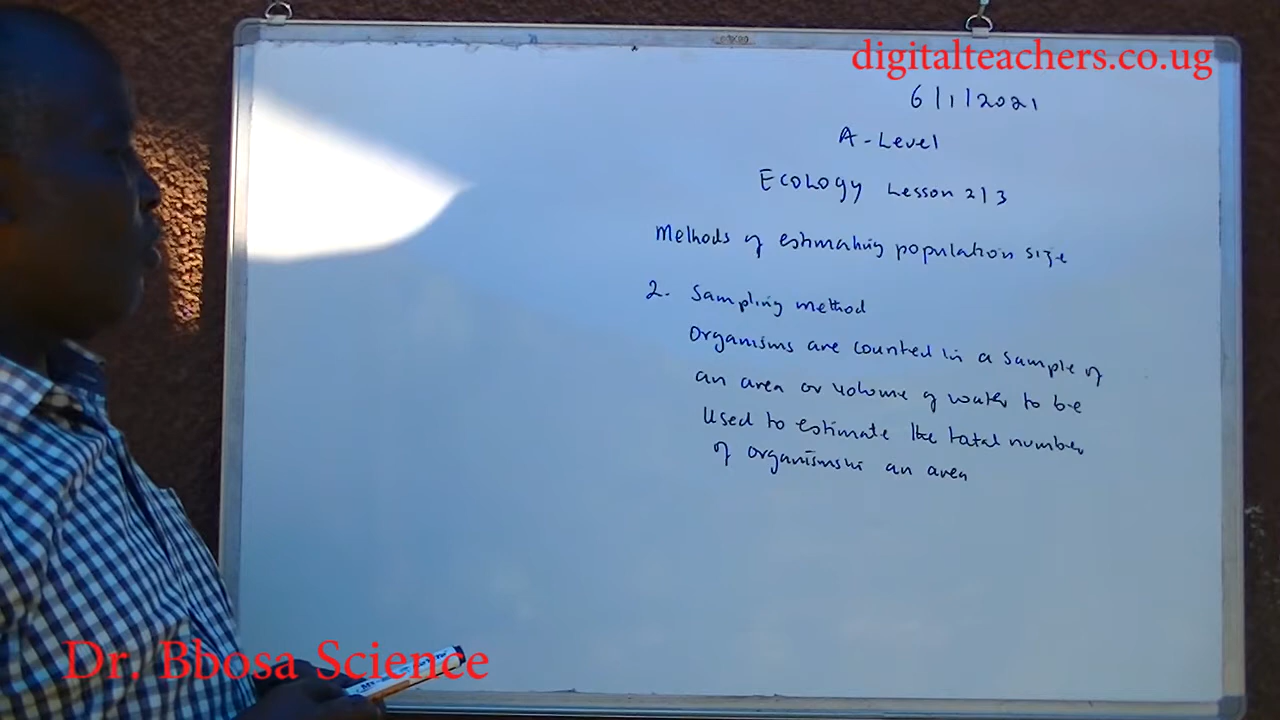 digitalteachers.co.ug
6/1/2021
A-Level
Ecology Lesson 2/3
Methods of estimating population size
2. Sampling method
Organisms are counted in a sample of
an area or volume of water to be
used to estimate the total number
of organisms in an area
Dr. Bbosa Science